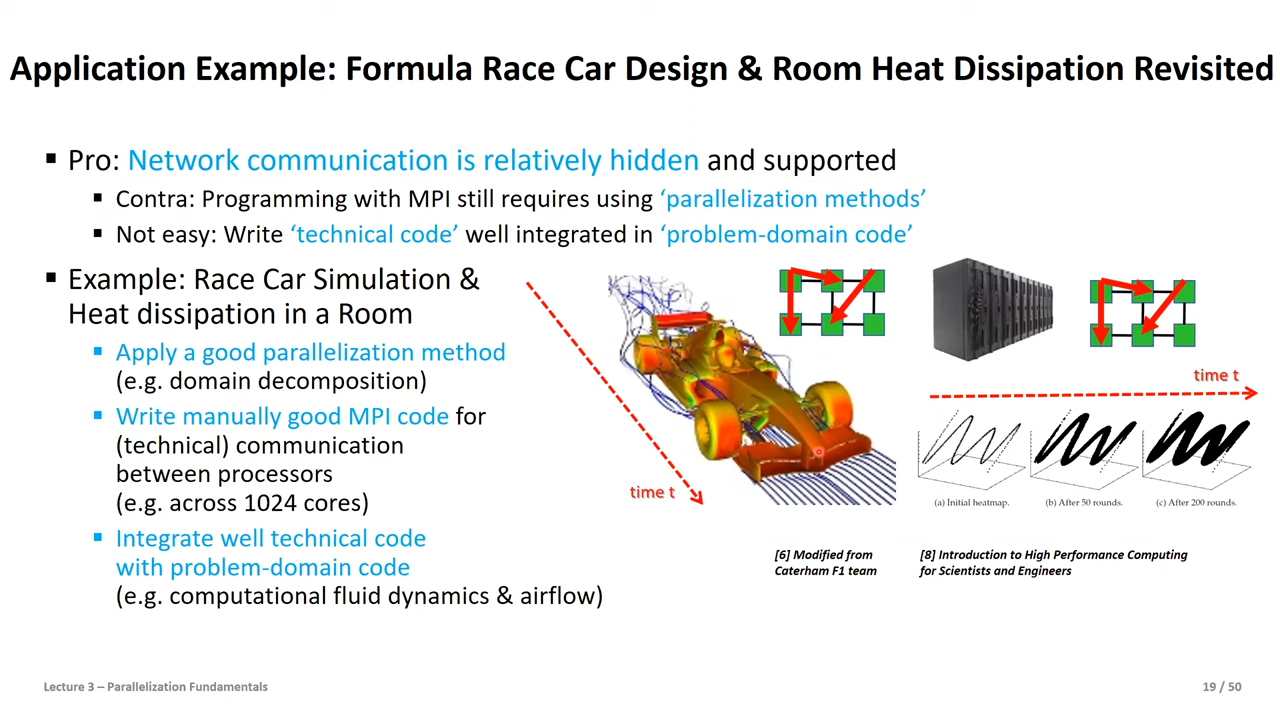 Application Example: Formula Race Car Design & Room Heat Dissipation Revisited
▪ Pro: Network communication is relatively hidden and supported
▪ Contra: Programming with MPI still requires using ‘parallelization methods’
▪ Not easy: Write ‘technical code’ well integrated in ‘problem-domain code’
▪ Example: Race Car Simulation &
Heat dissipation in a Room
▪ Apply a good parallelization method
(e.g. domain decomposition)
▪ Write manually good MPI code for
(technical) communication
between processors
(e.g. across 1024 cores)
▪ Integrate well technical code
with problem-domain code
(e.g. computational fluid dynamics & airflow)
time t
time t
(a) Initial heatmap.
(b) After 50 rounds.
(c) After 200 rounds.
[6] Modified from
Caterham F1 team
[8] Introduction to High Performance Computing
for Scientists and Engineers
Lecture 3 – Parallelization Fundamentals
19 / 50